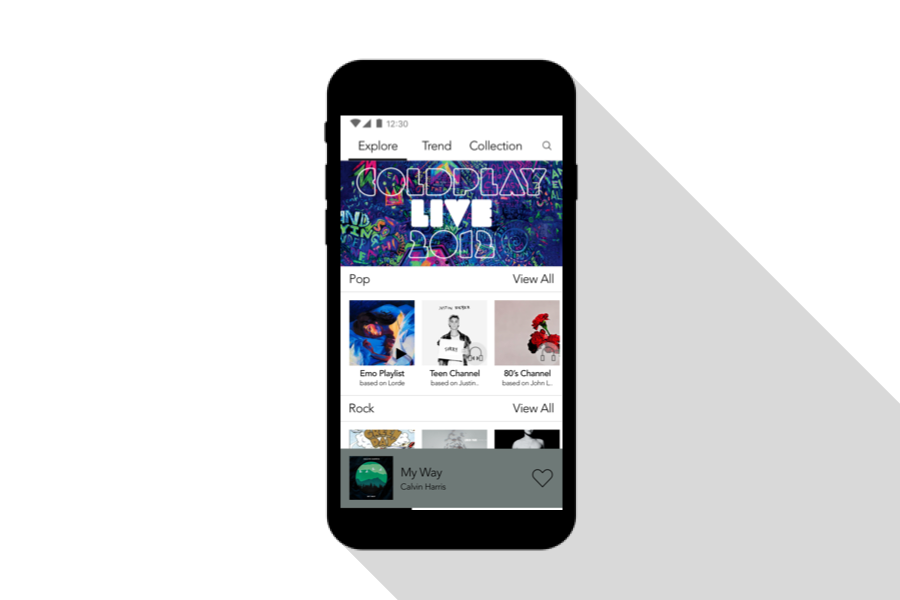 12:30
Explore Trend Collection
COLDPLAY
LIVE
2012
Pop View All
Emo Playlist Teen Channel 80's Channel
based on Lorde based on Justin.. based on John L..
Rock View All
My Way
Calvin Harris